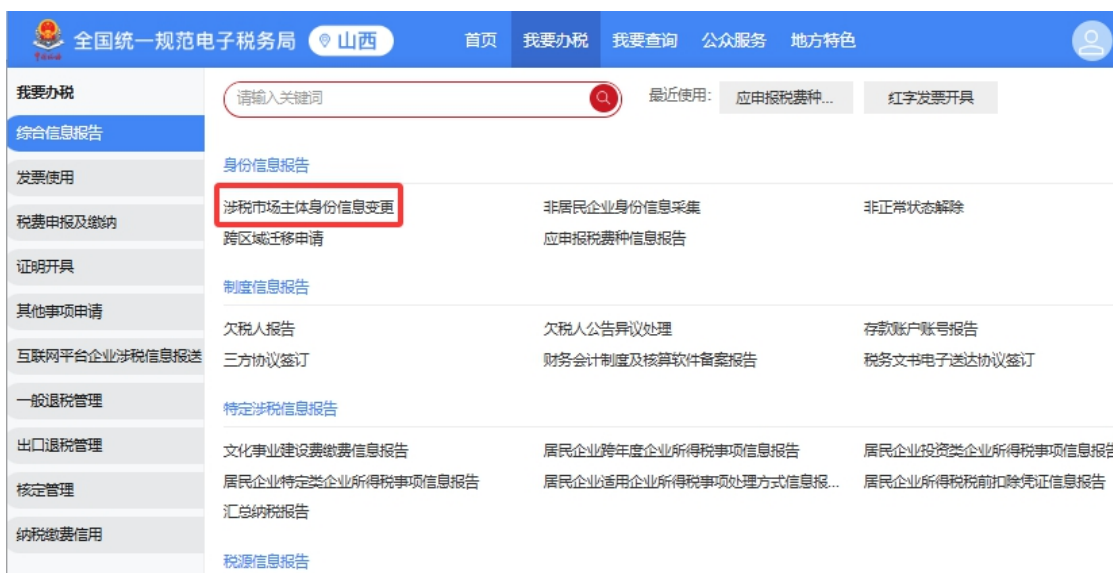 全国统一规范电子税务局 山西 首页 我要办税 我要查询 公众服务 地方特色
我要办税
综合信息报告
发票使用
税费申报及缴纳
证明开具
其他事项申请
互联网平台企业涉税信息报送
一般退税管理
出口退税管理
核定管理
纳税缴费信用
请输入关键词 最近使用: 应申报税费种... 红字发票开具
身份信息报告
涉税市场主体身份信息变更 非居民企业身份信息采集 非正常状态解除
跨区域迁移申请 应申报税费种信息报告
制度信息报告
欠税人报告 欠税人公告异议处理 存款账户账号报告
三方协议签订 财务会计制度及核算软件备案报告 税务文书电子送达协议签订
特定涉税信息报告
文化事业建设费缴费信息报告 居民企业跨年度企业所得税事项信息报告 居民企业投资类企业所得税事项信息报告
居民企业特定类企业所得税事项信息报告 居民企业适用企业所得税事项处理方式信息报... 居民企业所得税税前扣除凭证信息报告
汇总纳税报告
税源信息报告